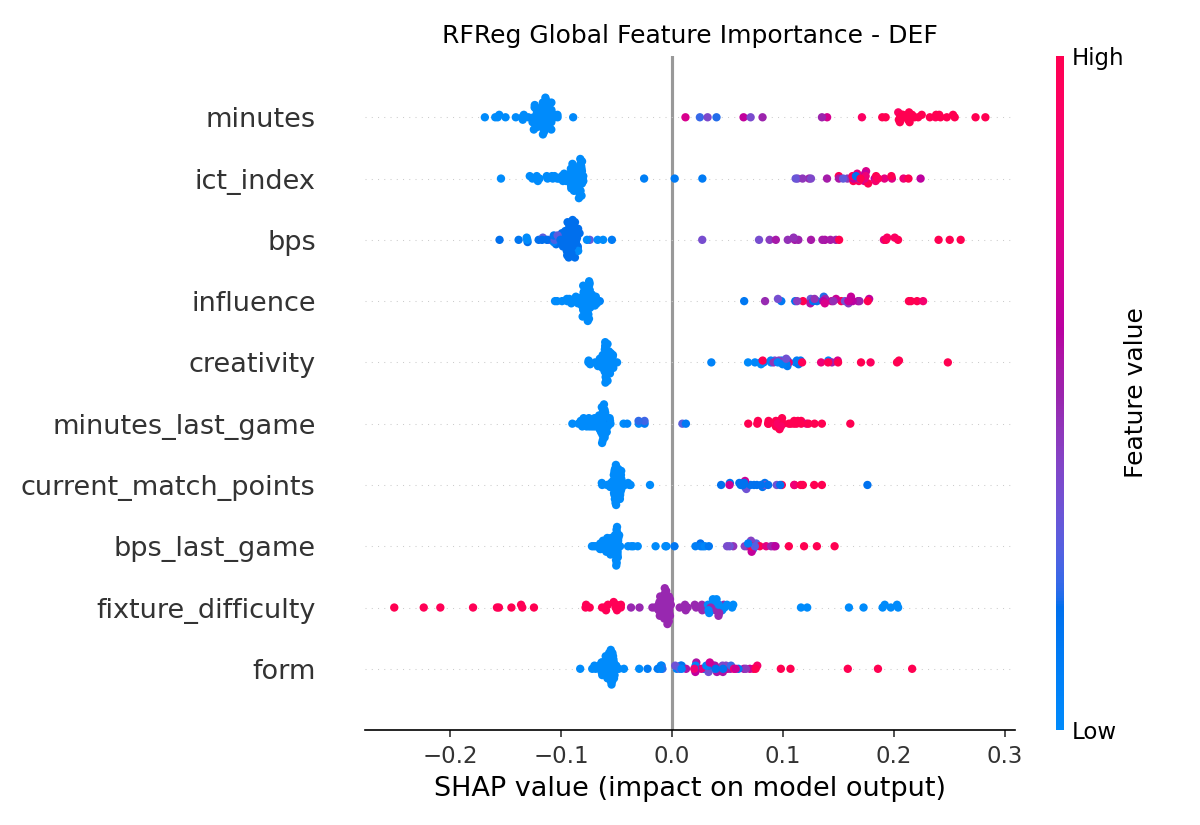 RFReg Global Feature Importance - DEF
High
minutes
ict_index
bps
influence
creativity
minutes_last_game
current_match_points
bps_last_game
fixture_difficulty
form
Feature value
Low
−0.2 −0.1 0.0 0.1 0.2 0.3
SHAP value (impact on model output)